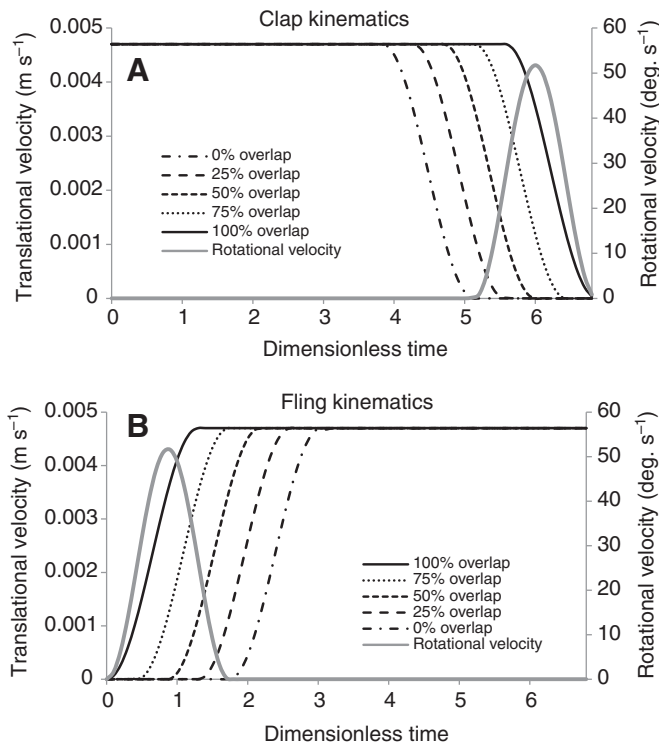 Clap kinematics
A
Translational velocity (m s⁻¹)
0.005
0.004
0.003
0.002
0.001
0
Rotational velocity (deg. s⁻¹)
60
50
40
30
20
10
0
0% overlap
25% overlap
50% overlap
75% overlap
100% overlap
Rotational velocity
0 1 2 3 4 5 6
Dimensionless time
Fling kinematics
B
Translational velocity (m s⁻¹)
0.005
0.004
0.003
0.002
0.001
0
Rotational velocity (deg. s⁻¹)
60
50
40
30
20
10
0
100% overlap
75% overlap
50% overlap
25% overlap
0% overlap
Rotational velocity
0 1 2 3 4 5 6
Dimensionless time